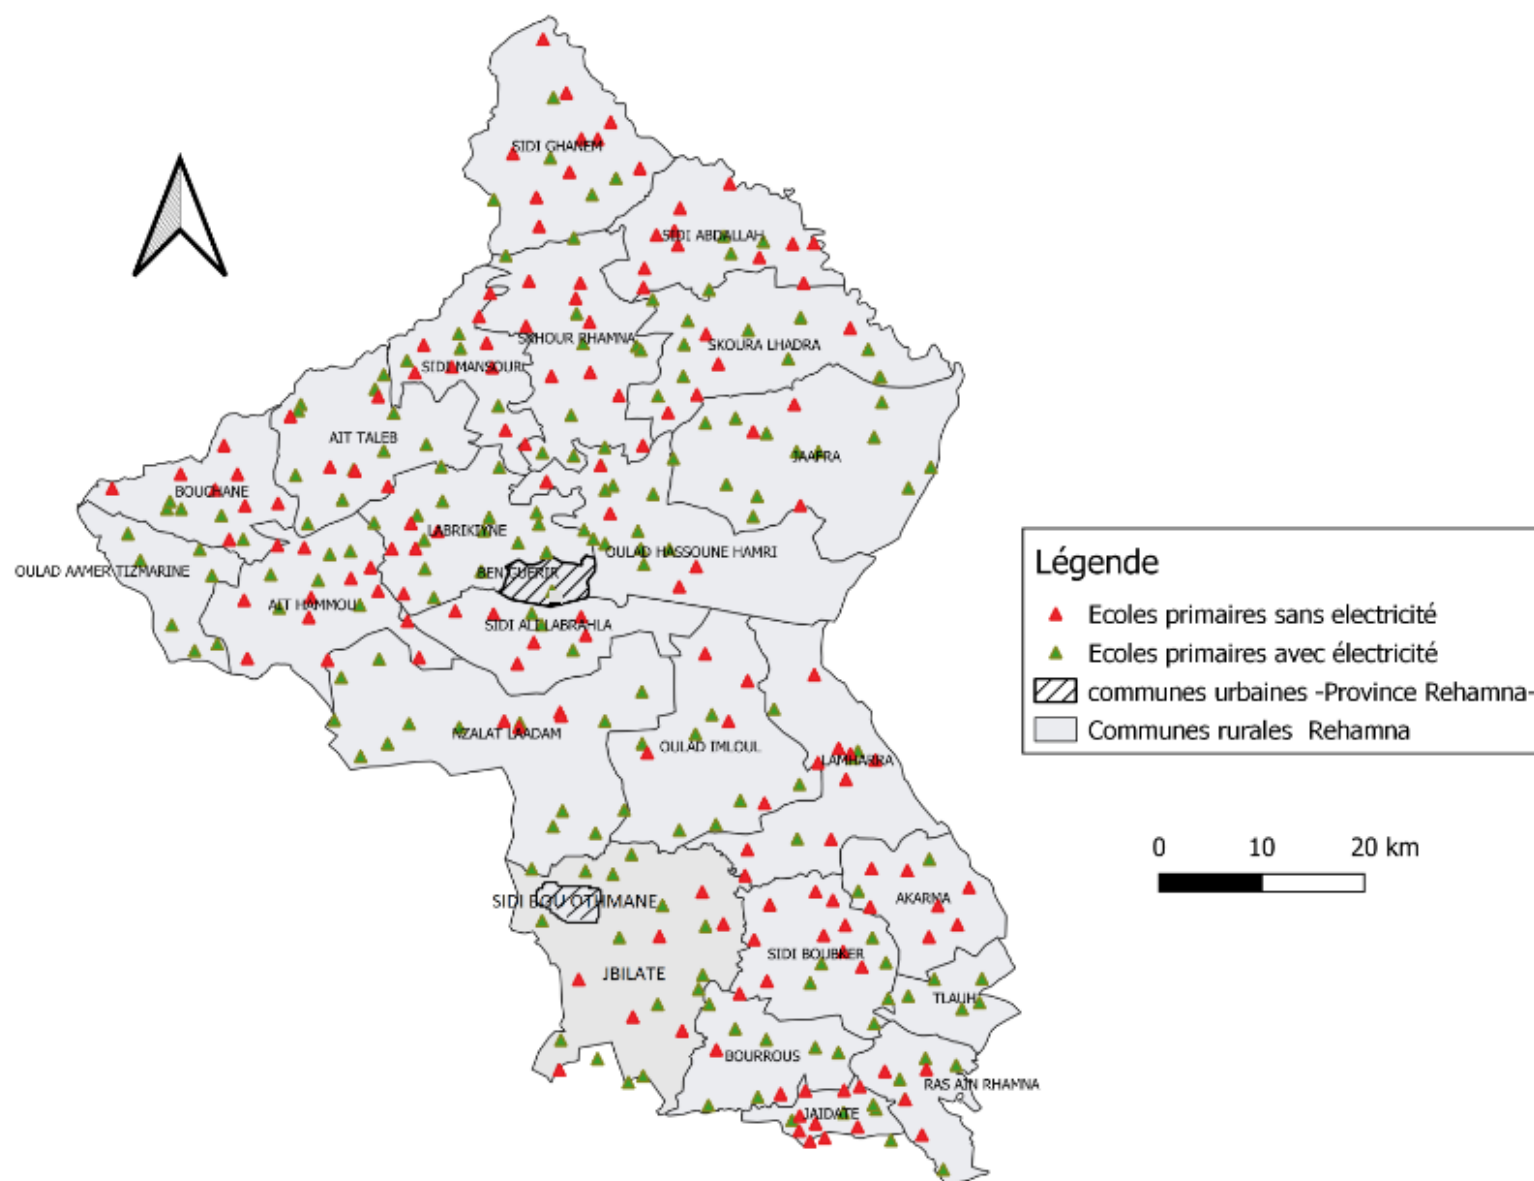 SIDI GHANEM
SIDI ABDALLAH
SKHOUR RHAMNA
SKOURA LHADRA
SIDI MANSOUR
AIT TALEB
JAAFRA
BOUCHANE
LABRIKIYNE
OULAD HASSOUNE HAMRI
OULAD AAMER TIZMARINE
BEN GUERIR
AIT HAMMOU
SIDI ALI LABRAHLA
NZALAT LAADAM
OULAD IMLOUL
LAMHARRA
SIDI BOU OTHMANE
AKARMA
SIDI BOUBKER
JBILATE
TLAUH
BOURROUS
RAS AIN RHAMNA
JAIDATE
Légende
Ecoles primaires sans electricité
Ecoles primaires avec électricité
communes urbaines -Province Rehamna-
Communes rurales Rehamna
0 10 20 km